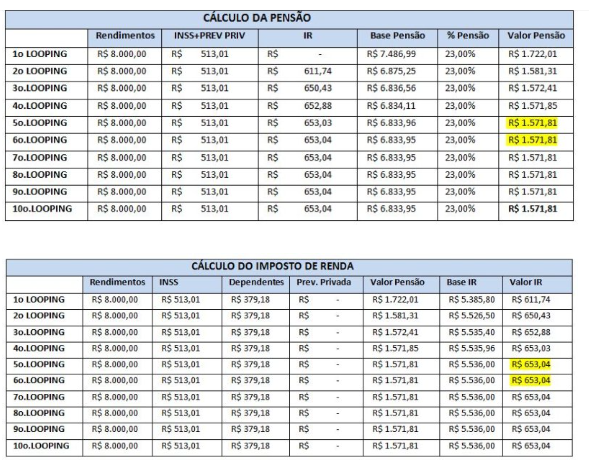 CÁLCULO DA PENSÃO
Rendimentos INSS+PREV PRIV IR Base Pensão % Pensão Valor Pensão
1o LOOPING R$ 8.000,00 R$ 513,01 R$ - R$ 7.486,99 23,00% R$ 1.722,01
2o LOOPING R$ 8.000,00 R$ 513,01 R$ 611,74 R$ 6.875,25 23,00% R$ 1.581,31
3o.LOOPING R$ 8.000,00 R$ 513,01 R$ 650,43 R$ 6.836,56 23,00% R$ 1.572,41
4o.LOOPING R$ 8.000,00 R$ 513,01 R$ 652,88 R$ 6.834,11 23,00% R$ 1.571,85
5o.LOOPING R$ 8.000,00 R$ 513,01 R$ 653,03 R$ 6.833,96 23,00% R$ 1.571,81
6o.LOOPING R$ 8.000,00 R$ 513,01 R$ 653,04 R$ 6.833,95 23,00% R$ 1.571,81
7o.LOOPING R$ 8.000,00 R$ 513,01 R$ 653,04 R$ 6.833,95 23,00% R$ 1.571,81
8o.LOOPING R$ 8.000,00 R$ 513,01 R$ 653,04 R$ 6.833,95 23,00% R$ 1.571,81
9o.LOOPING R$ 8.000,00 R$ 513,01 R$ 653,04 R$ 6.833,95 23,00% R$ 1.571,81
10o.LOOPING R$ 8.000,00 R$ 513,01 R$ 653,04 R$ 6.833,95 23,00% R$ 1.571,81
CÁLCULO DO IMPOSTO DE RENDA
Rendimentos INSS Dependentes Prev. Privada Valor Pensão Base IR Valor IR
1o LOOPING R$ 8.000,00 R$ 513,01 R$ 379,18 R$ - R$ 1.722,01 R$ 5.385,80 R$ 611,74
2o LOOPING R$ 8.000,00 R$ 513,01 R$ 379,18 R$ - R$ 1.581,31 R$ 5.526,50 R$ 650,43
3o.LOOPING R$ 8.000,00 R$ 513,01 R$ 379,18 R$ - R$ 1.572,41 R$ 5.535,40 R$ 652,88
4o.LOOPING R$ 8.000,00 R$ 513,01 R$ 379,18 R$ - R$ 1.571,85 R$ 5.535,96 R$ 653,03
5o.LOOPING R$ 8.000,00 R$ 513,01 R$ 379,18 R$ - R$ 1.571,81 R$ 5.536,00 R$ 653,04
6o.LOOPING R$ 8.000,00 R$ 513,01 R$ 379,18 R$ - R$ 1.571,81 R$ 5.536,00 R$ 653,04
7o.LOOPING R$ 8.000,00 R$ 513,01 R$ 379,18 R$ - R$ 1.571,81 R$ 5.536,00 R$ 653,04
8o.LOOPING R$ 8.000,00 R$ 513,01 R$ 379,18 R$ - R$ 1.571,81 R$ 5.536,00 R$ 653,04
9o.LOOPING R$ 8.000,00 R$ 513,01 R$ 379,18 R$ - R$ 1.571,81 R$ 5.536,00 R$ 653,04
10o.LOOPING R$ 8.000,00 R$ 513,01 R$ 379,18 R$ - R$ 1.571,81 R$ 5.536,00 R$ 653,04